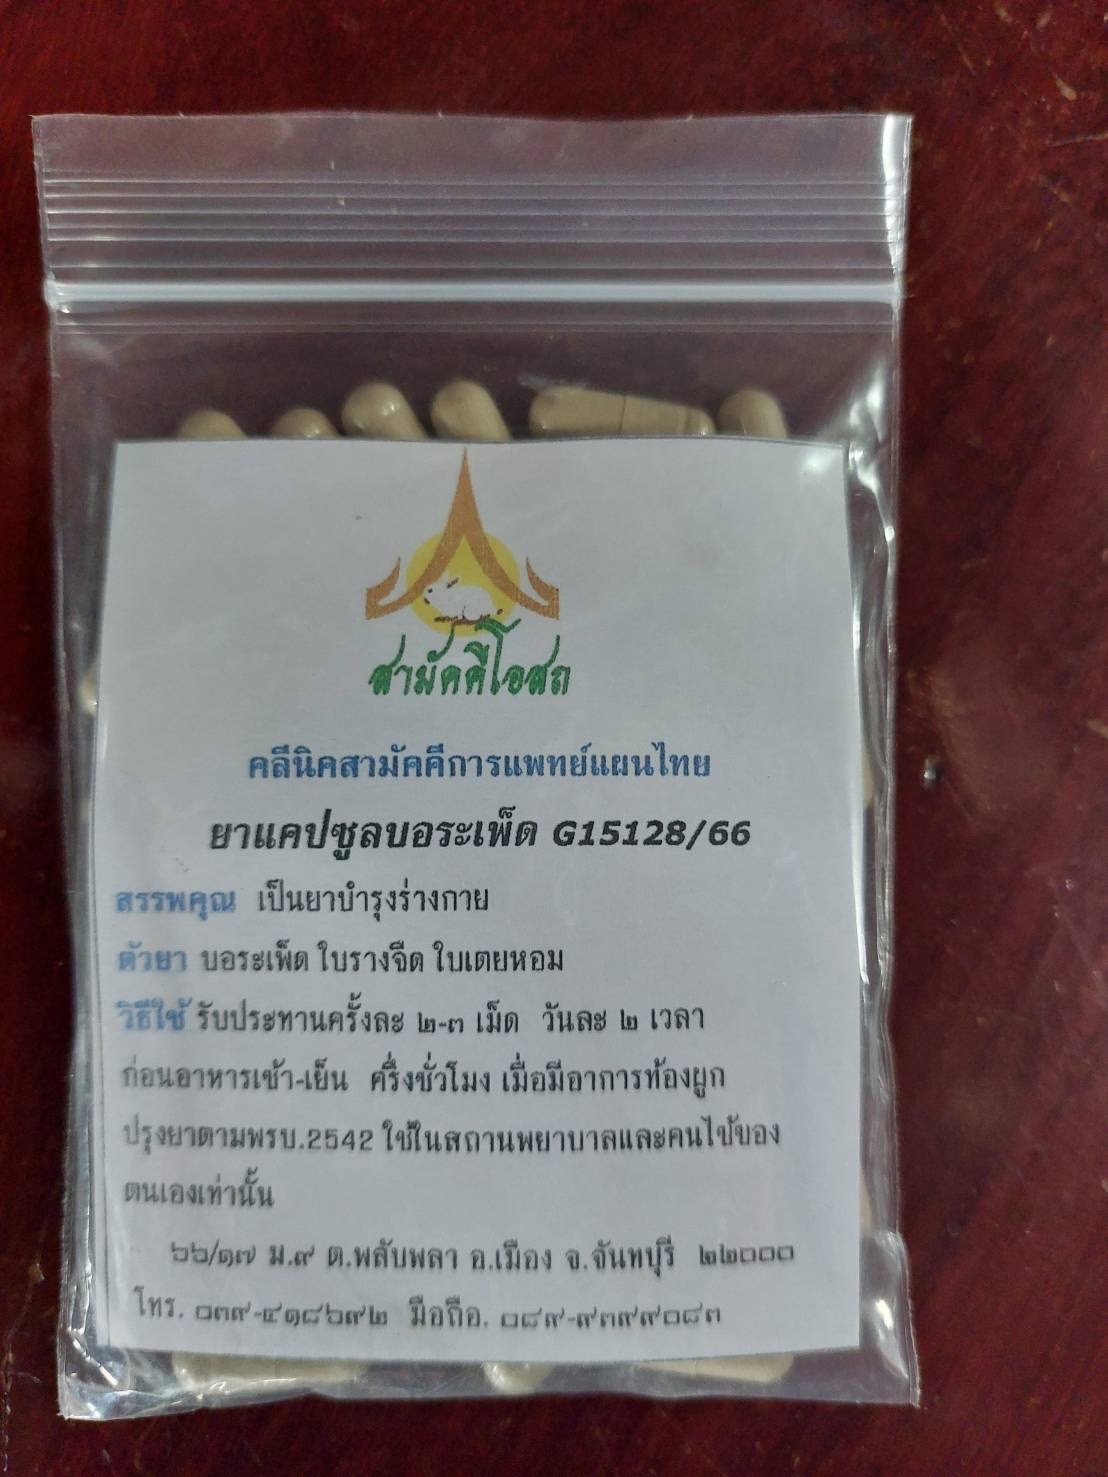 สามัคคีโอสถ
คลีนิคสามัคคีการแพทย์แผนไทย
ยาแคปซูลบอระเพ็ด G15128/66
สรรพคุณ เป็นยาบำรุงร่างกาย
ตัวยา บอระเพ็ด ใบรางจืด ใบเตยหอม
วิธีใช้ รับประทานครั้งละ ๒-๓ เม็ด วันละ ๒ เวลา
ก่อนอาหารเช้า-เย็น ครึ่งชั่วโมง เมื่อมีอาการท้องผูก
ปรุงยาตามพรบ.2542 ใช้ในสถานพยาบาลและคนไข้ของ
ตนเองเท่านั้น
๖๖/๑๗ ม.๙ ต.พลับพลา อ.เมือง จ.จันทบุรี ๒๒๐๐๐
โทร. ๐๓๙-๔๑๘๖๙๒ มือถือ. ๐๘๙-๙๓๙๙๐๘๓